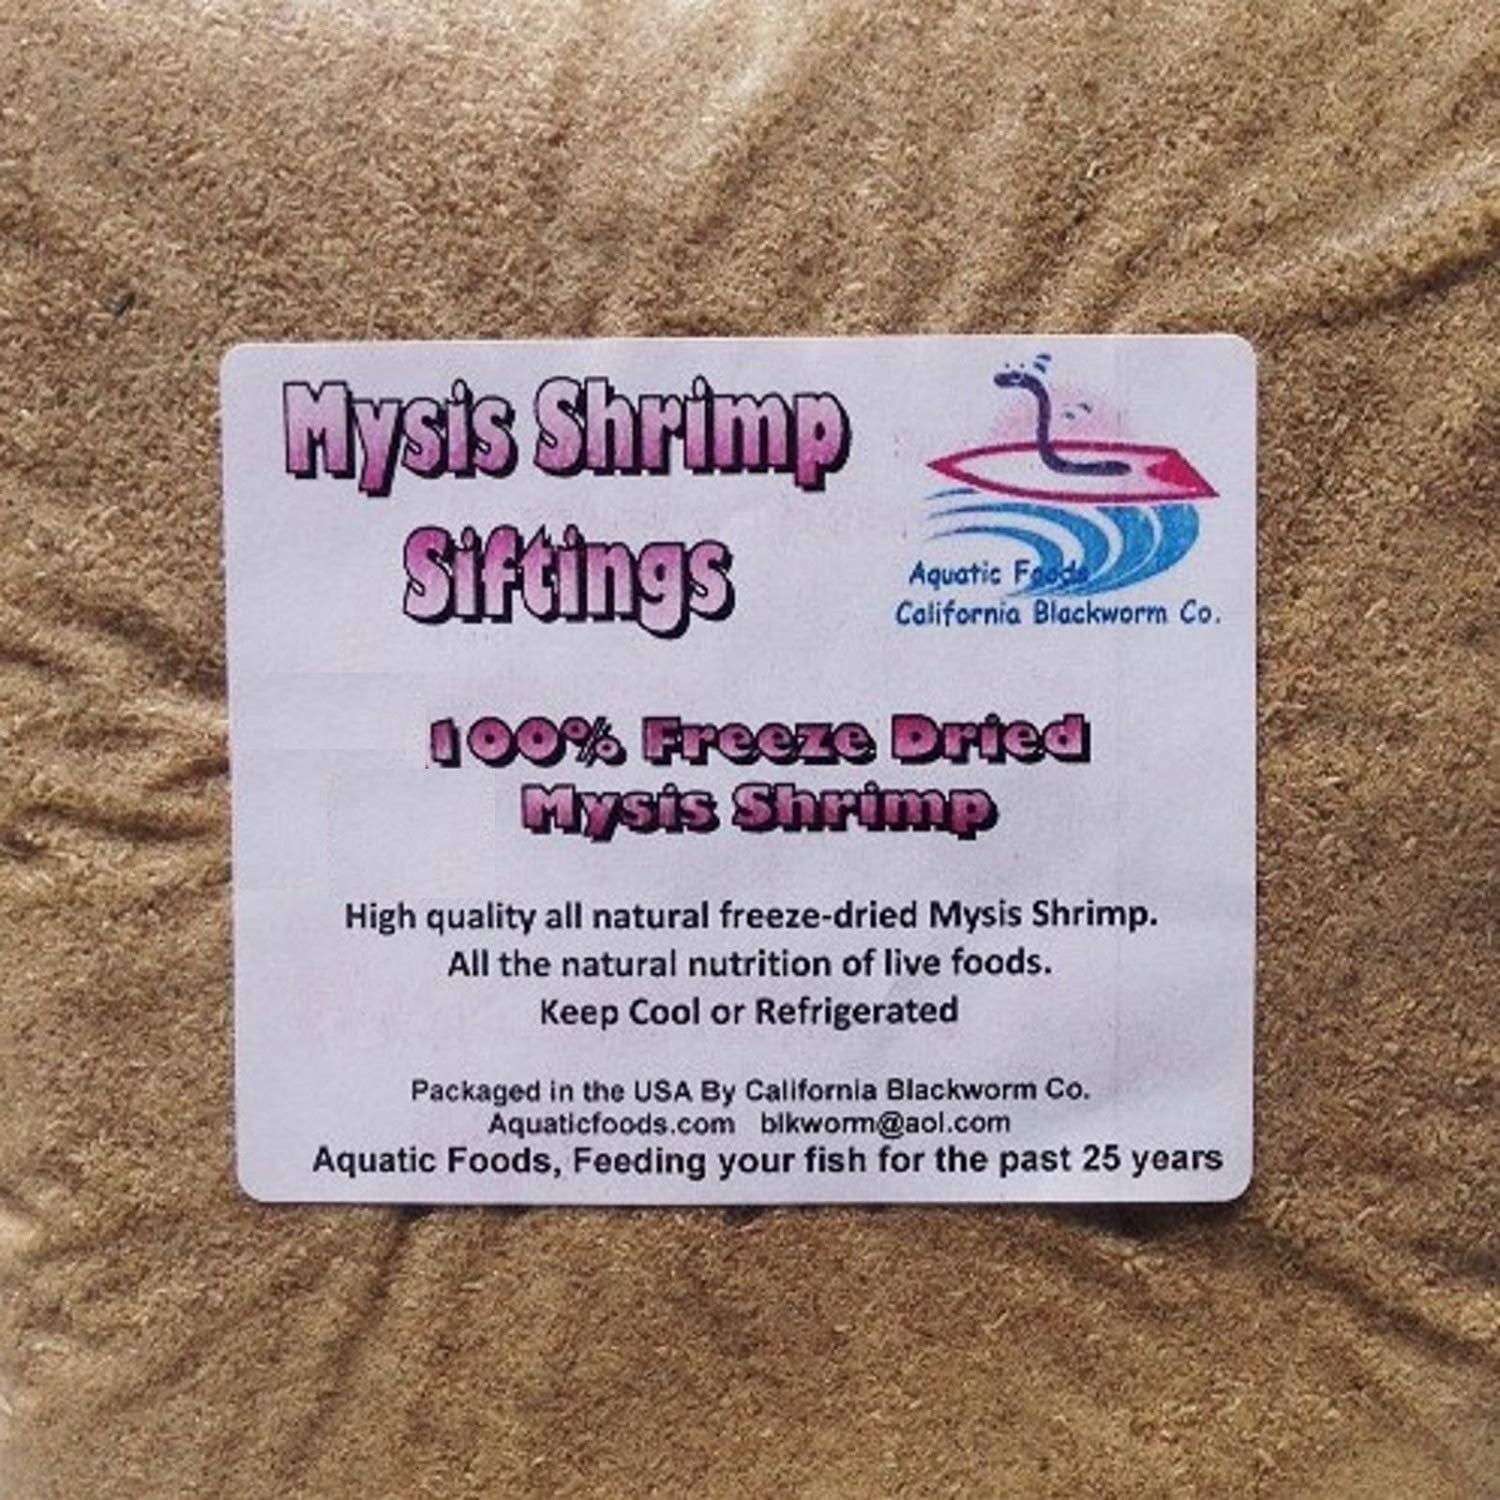 Mysis Shrimp
Siftings
Aquatic Foods
California Blackworm Co.
100% Freeze Dried
Mysis Shrimp
High quality all natural freeze-dried Mysis Shrimp.
All the natural nutrition of live foods.
Keep Cool or Refrigerated
Packaged in the USA By California Blackworm Co.
Aquaticfoods.com blkworm@aol.com
Aquatic Foods, Feeding your fish for the past 25 years